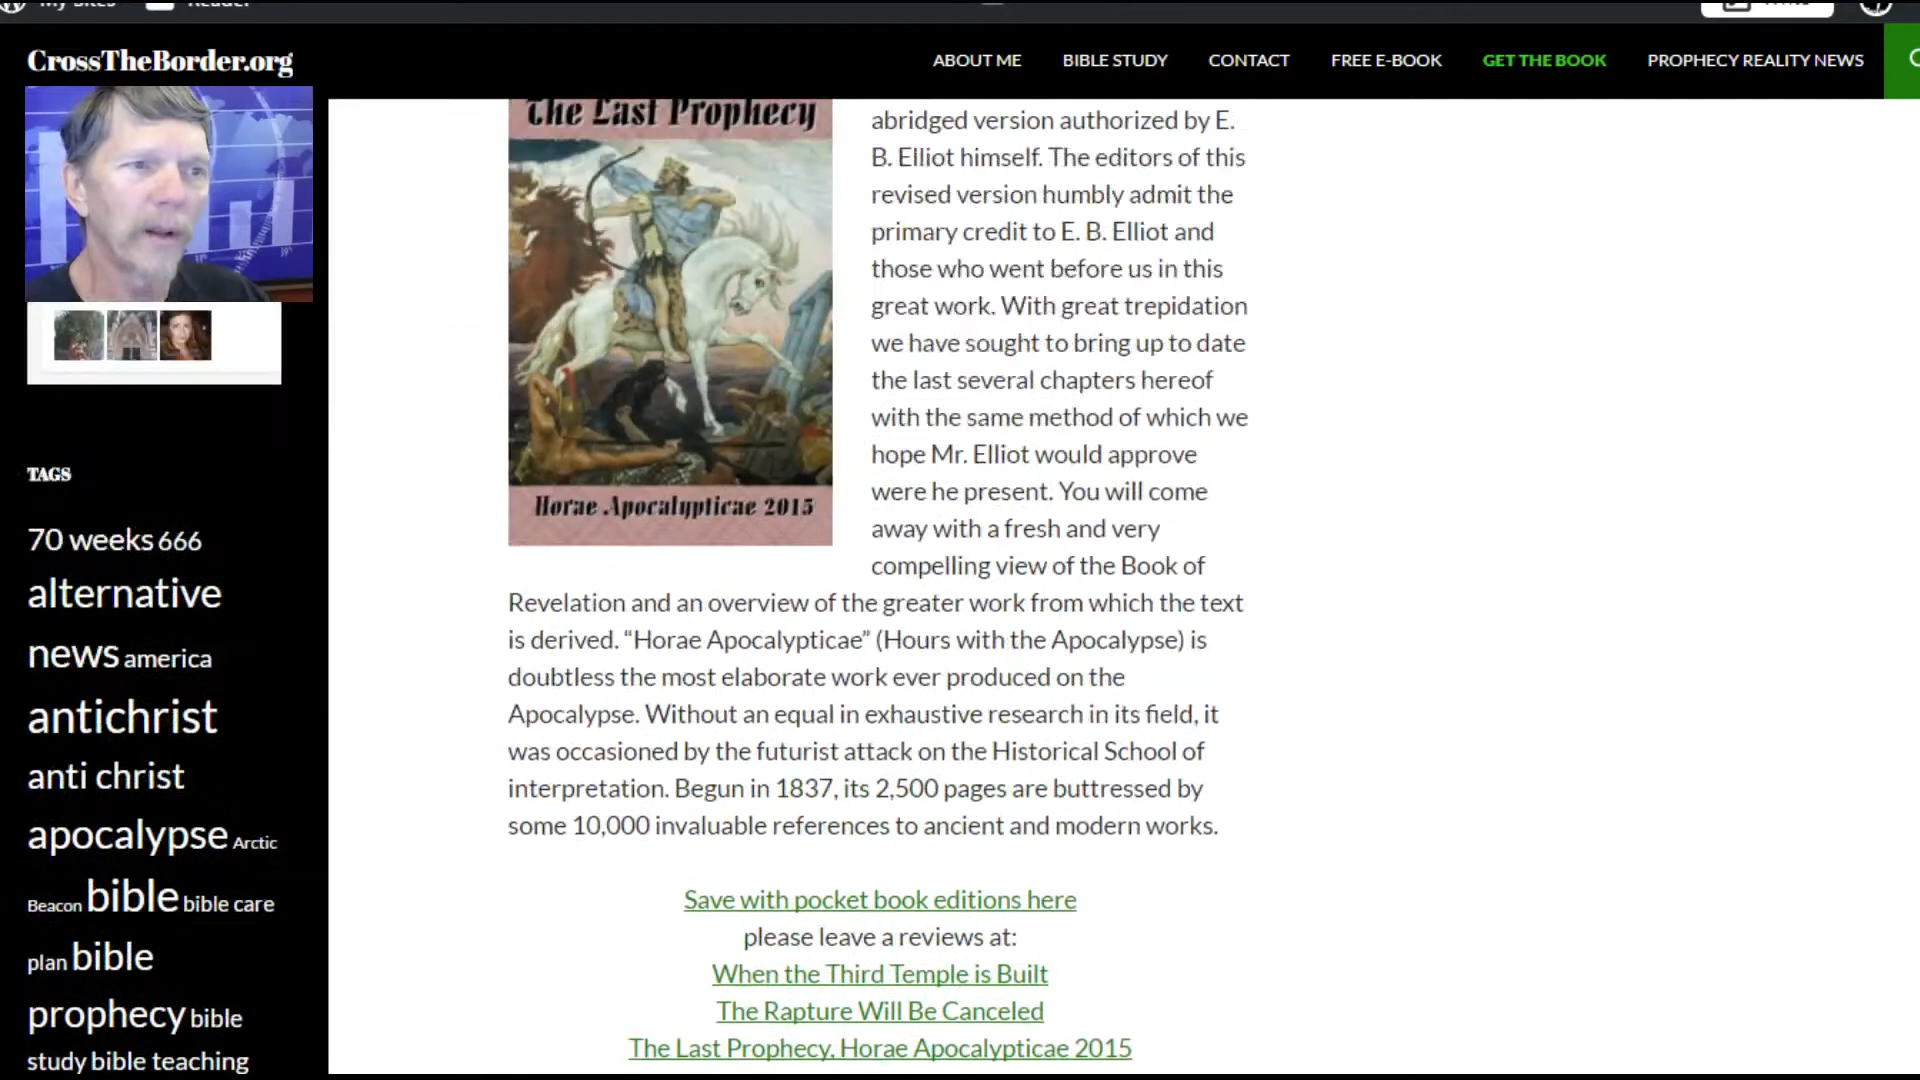 My Sites Reader
CrossTheBorder.org
ABOUT ME BIBLE STUDY CONTACT FREE E-BOOK GET THE BOOK PROPHECY REALITY NEWS
The Last Prophecy
Horae Apocalypticae 2015
abridged version authorized by E.
B. Elliot himself. The editors of this
revised version humbly admit the
primary credit to E. B. Elliot and
those who went before us in this
great work. With great trepidation
we have sought to bring up to date
the last several chapters hereof
with the same method of which we
hope Mr. Elliot would approve
were he present. You will come
away with a fresh and very
compelling view of the Book of
Revelation and an overview of the greater work from which the text
is derived. “Horae Apocalypticae” (Hours with the Apocalypse) is
doubtless the most elaborate work ever produced on the
Apocalypse. Without an equal in exhaustive research in its field, it
was occasioned by the futurist attack on the Historical School of
interpretation. Begun in 1837, its 2,500 pages are buttressed by
some 10,000 invaluable references to ancient and modern works.
Save with pocket book editions here
please leave a reviews at:
When the Third Temple is Built
The Rapture Will Be Canceled
The Last Prophecy, Horae Apocalypticae 2015
TAGS
70 weeks 666
alternative
news america
antichrist
anti christ
apocalypse Arctic
Beacon bible bible care
plan bible
prophecy bible
study bible teaching